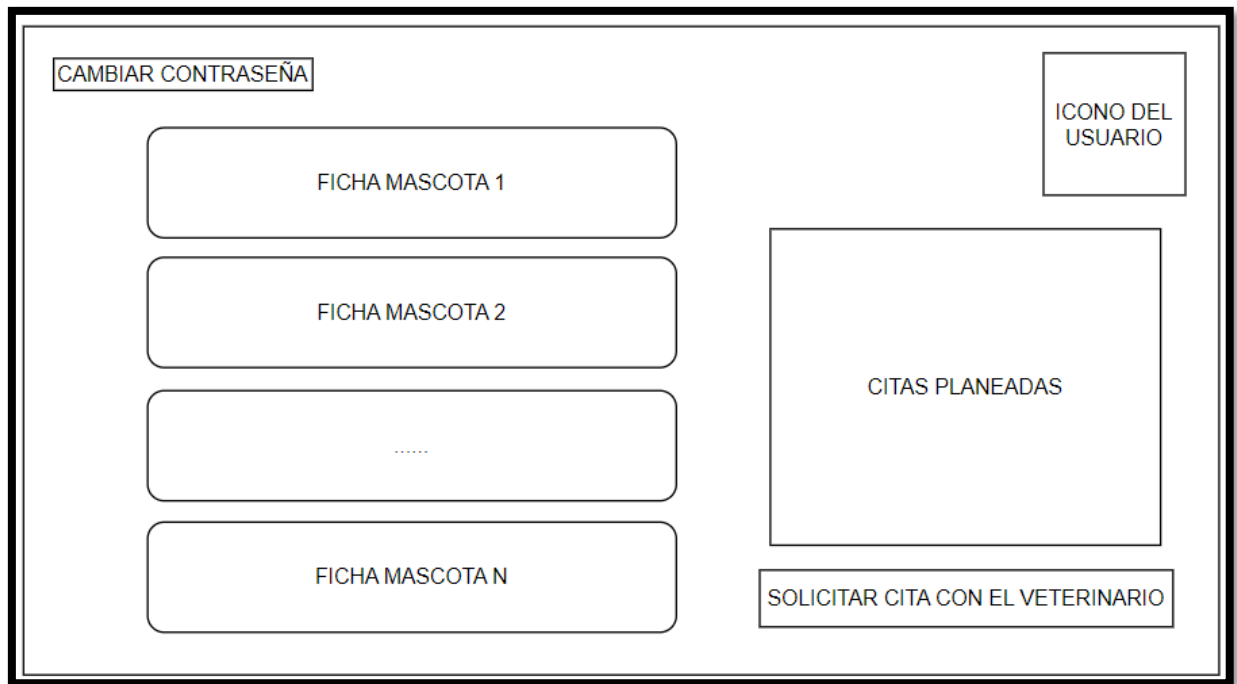 CAMBIAR CONTRASEÑA
ICONO DEL
USUARIO
FICHA MASCOTA 1
FICHA MASCOTA 2
......
FICHA MASCOTA N
CITAS PLANEADAS
SOLICITAR CITA CON EL VETERINARIO